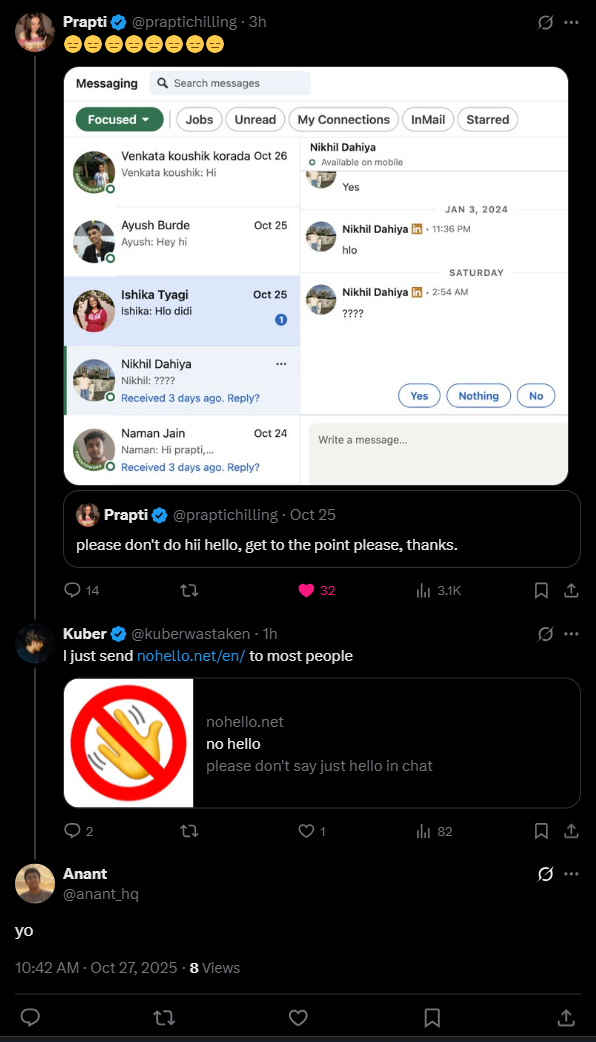 Prapti @praptichilling · 3h
😑😑😑😑😑😑😑😑
Messaging
Search messages
Focused
Jobs
Unread
My Connections
InMail
Starred
Venkata koushik korada Oct 26
Venkata koushik: Hi
Ayush Burde Oct 25
Ayush: Hey hi
Ishika Tyagi Oct 25
Ishika: Hlo didi
1
Nikhil Dahiya
Nikhil: ????
Received 3 days ago. Reply?
Naman Jain Oct 24
Naman: Hi prapti,...
Received 3 days ago. Reply?
Nikhil Dahiya
Available on mobile
Yes
JAN 3, 2024
Nikhil Dahiya in • 11:36 PM
hlo
SATURDAY
Nikhil Dahiya in • 2:54 AM
????
Yes
Nothing
No
Write a message...
Prapti @praptichilling · Oct 25
please don't do hii hello, get to the point please, thanks.
14 32 3.1K
Kuber @kuberwastaken · 1h
I just send nohello.net/en/ to most people
nohello.net
no hello
please don't say just hello in chat
2 1 82
Anant
@anant_hq
yo
10:42 AM · Oct 27, 2025 · 8 Views